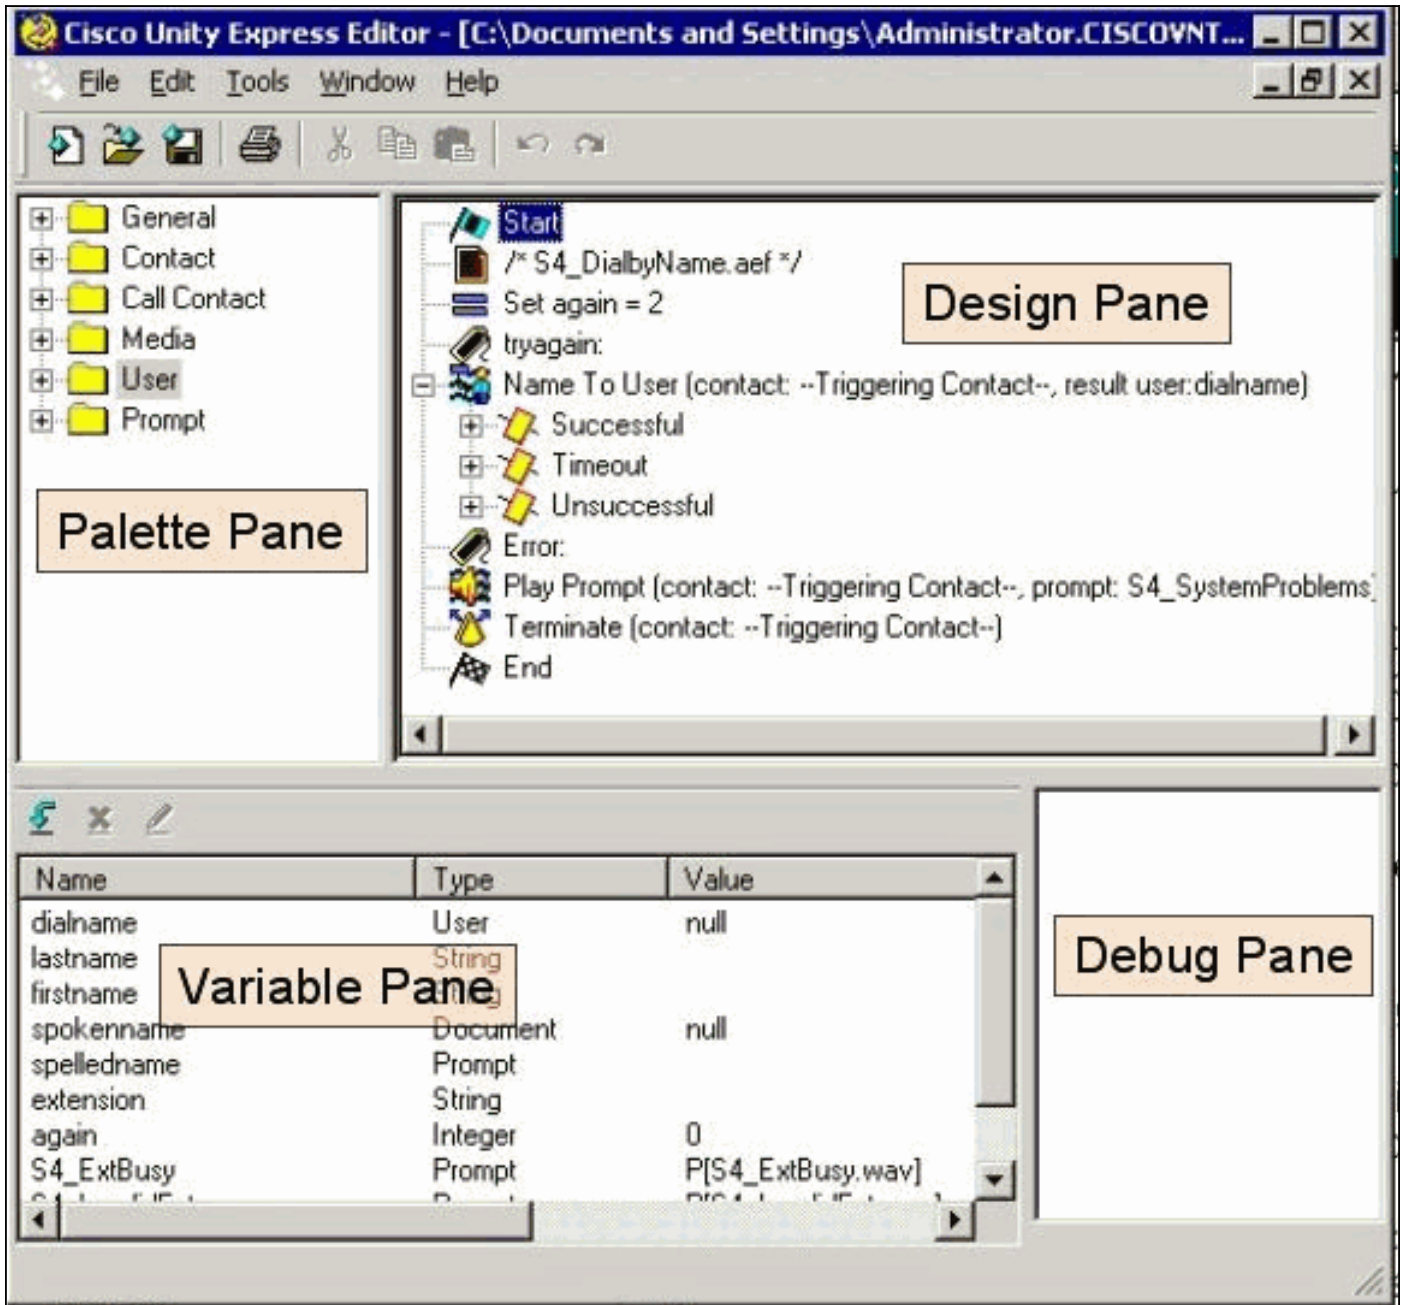 Cisco Unity Express Editor - [C:\Documents and Settings\Administrator.CISCOVNT...
File Edit Tools Window Help
General
Contact
Call Contact
Media
User
Prompt
Palette Pane
Start
/* S4_DialbyName.aef */
Set again = 2
tryagain:
Name To User (contact: --Triggering Contact--, result user:dialname)
Successful
Timeout
Unsuccessful
Error:
Play Prompt (contact: --Triggering Contact--, prompt: S4_SystemProblems)
Terminate (contact: --Triggering Contact--)
End
Design Pane
Name Type Value
dialname User null
lastname String
firstname String
spokenname Document null
spelledname Prompt
extension String
again Integer 0
S4_ExtBusy Prompt P[S4_ExtBusy.wav]
Variable Pane
Debug Pane